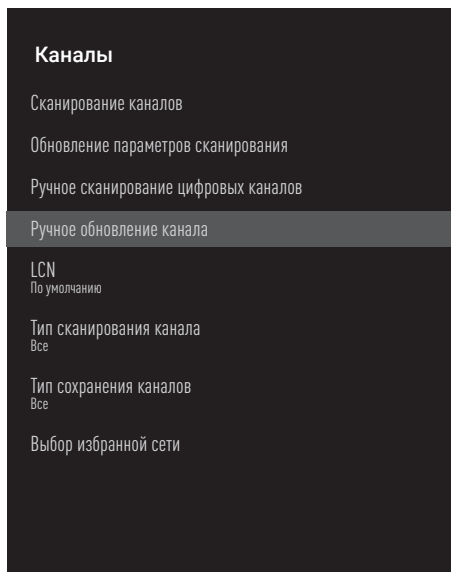 Каналы
Сканирование каналов
Обновление параметров сканирования
Ручное сканирование цифровых каналов
Ручное обновление канала
LCN
По умолчанию
Тип сканирования канала
Все
Тип сохранения каналов
Все
Выбор избранной сети